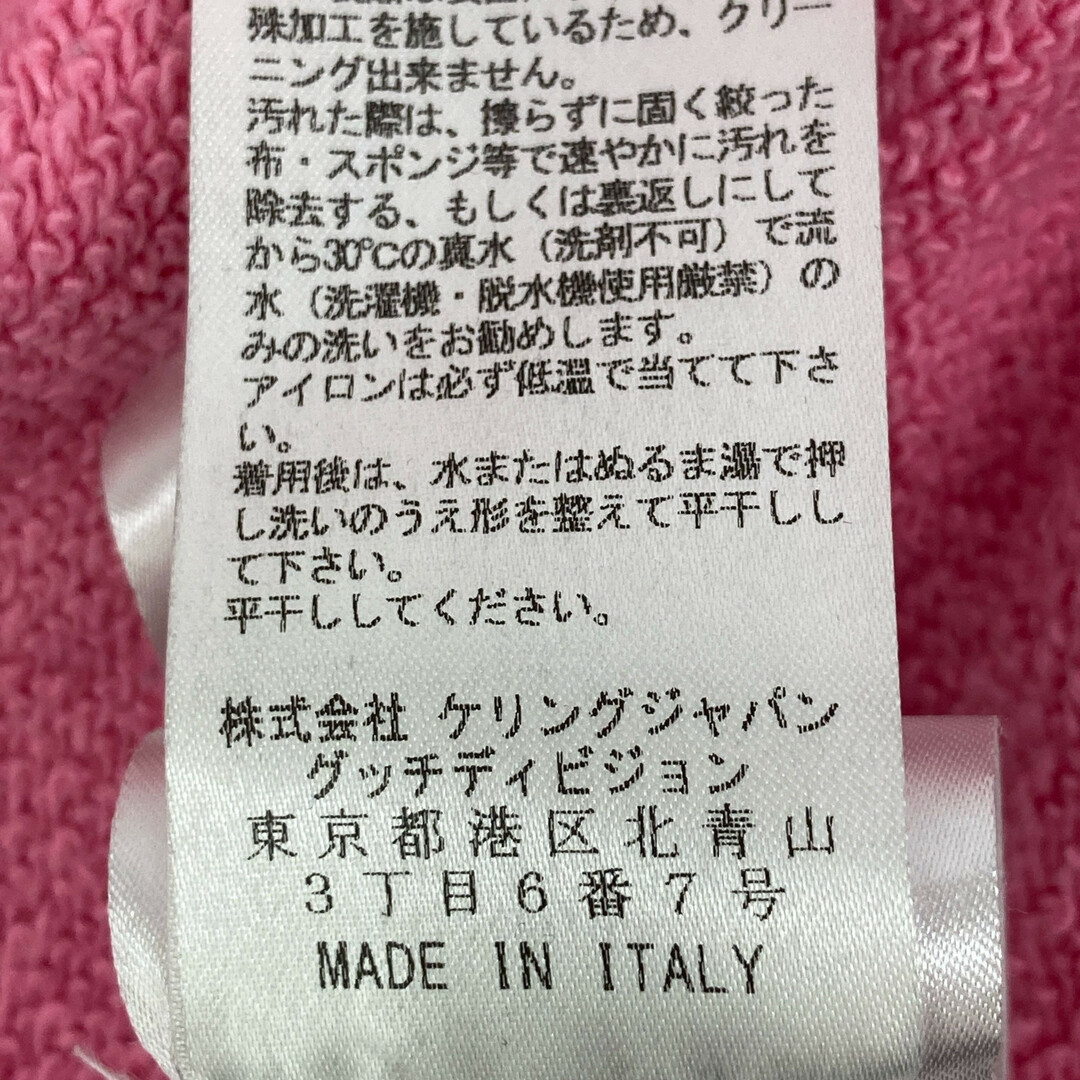 殊加工を施しているため、クリー
ニング出来ません。
汚れた際は、擦らずに固く絞った
布・スポンジ等で速やかに汚れを
除去する、もしくは裏返しにして
から30℃の真水（洗剤不可）で流
水（洗濯機・脱水機使用厳禁）の
みの洗いをお勧めします。
アイロンは必ず低温で当てて下さ
い。
着用後は、水またはぬるま湯で押
し洗いのうえ形を整えて平干しし
て下さい。
平干ししてください。
株式会社 ケリングジャパン
グッチディビジョン
東京都港区北青山
3丁目6番7号
MADE IN ITALY